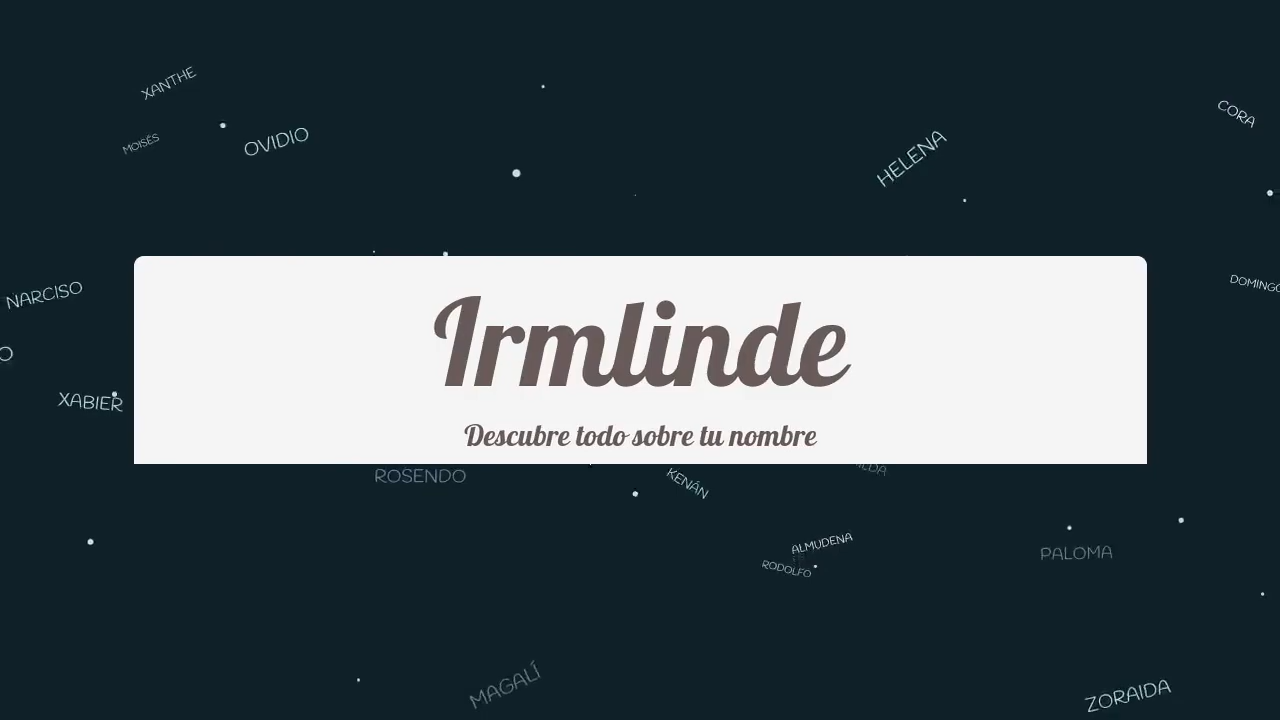 XANTHE
MOISÉS
OVIDIO
HELENA
CORA
NARCISO
DOMINGO
XABIER
Irmlinde
Descubre todo sobre tu nombre
ROSENDO
KENÁN
ALMUDENA
RODOLFO
PALOMA
MAGALÍ
ZORAIDA